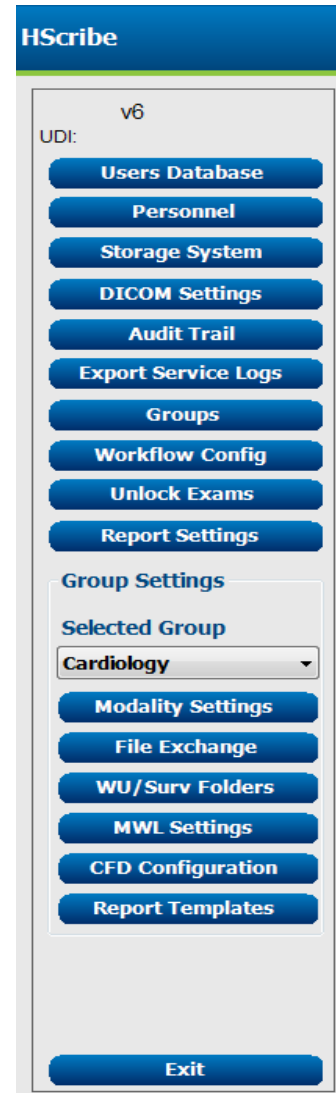 HScribe
v6
UDI:
Users Database
Personnel
Storage System
DICOM Settings
Audit Trail
Export Service Logs
Groups
Workflow Config
Unlock Exams
Report Settings
Group Settings
Selected Group
Cardiology
Modality Settings
File Exchange
WU/Surv Folders
MWL Settings
CFD Configuration
Report Templates
Exit